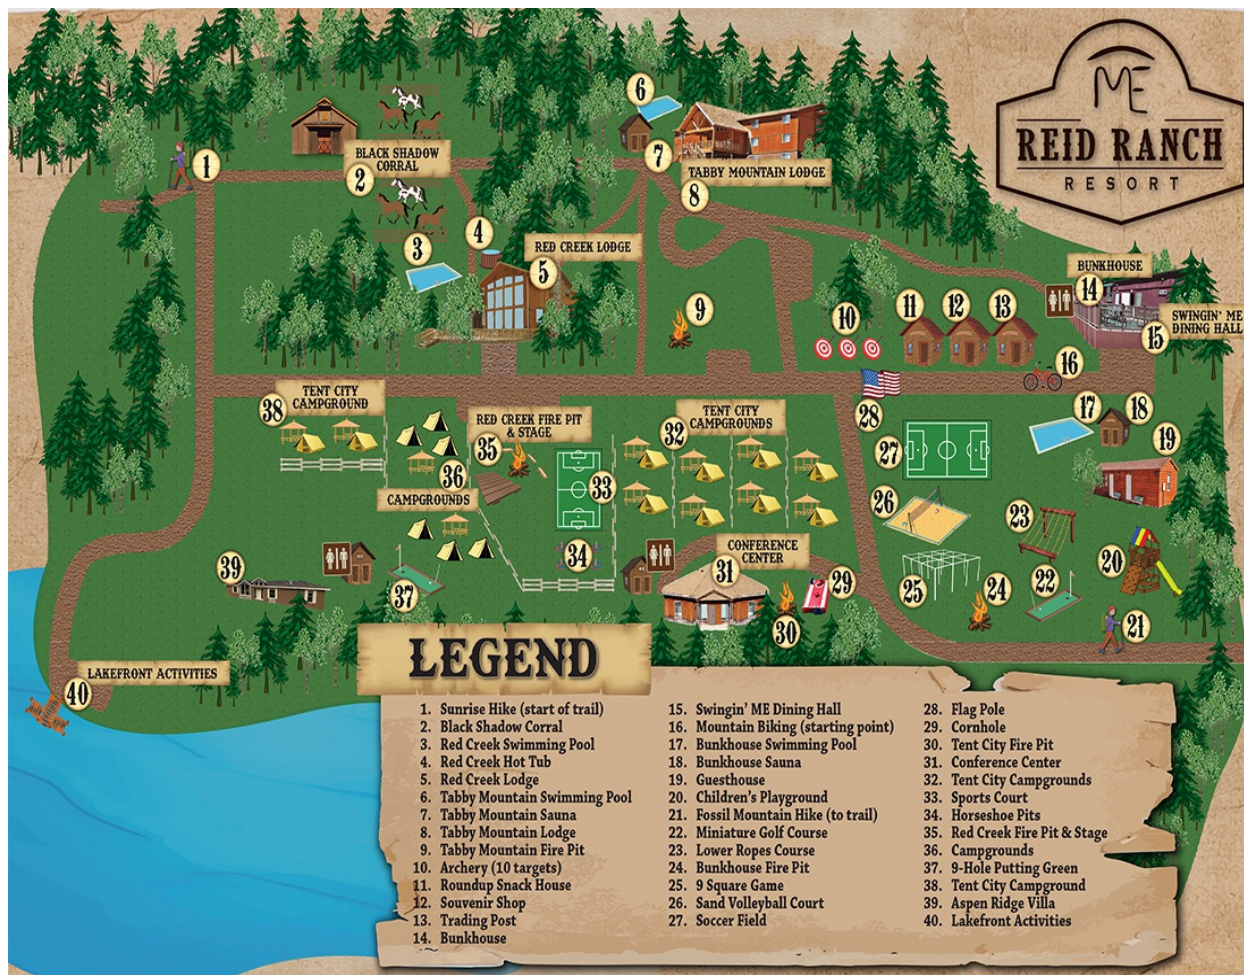 ME
REID RANCH
RESORT
6
1
BLACK SHADOW
CORRAL
2
7
TABBY MOUNTAIN LODGE
8
3
4
RED CREEK LODGE
5
BUNKHOUSE
14
SWINGIN' ME
DINING HALL
15
9
10
11
12
13
16
TENT CITY
CAMPGROUND
38
RED CREEK FIRE PIT
& STAGE
35
TENT CITY
CAMPGROUNDS
32
28
17
18
27
19
36
CAMPGROUNDS
33
26
23
34
CONFERENCE
CENTER
39
37
31
29
30
25
24
22
20
21
LAKEFRONT ACTIVITIES
40
LEGEND
1. Sunrise Hike (start of trail)
2. Black Shadow Corral
3. Red Creek Swimming Pool
4. Red Creek Hot Tub
5. Red Creek Lodge
6. Tabby Mountain Swimming Pool
7. Tabby Mountain Sauna
8. Tabby Mountain Lodge
9. Tabby Mountain Fire Pit
10. Archery (10 targets)
11. Roundup Snack House
12. Souvenir Shop
13. Trading Post
14. Bunkhouse
15. Swingin' ME Dining Hall
16. Mountain Biking (starting point)
17. Bunkhouse Swimming Pool
18. Bunkhouse Sauna
19. Guesthouse
20. Children's Playground
21. Fossil Mountain Hike (to trail)
22. Miniature Golf Course
23. Lower Ropes Course
24. Bunkhouse Fire Pit
25. 9 Square Game
26. Sand Volleyball Court
27. Soccer Field
28. Flag Pole
29. Cornhole
30. Tent City Fire Pit
31. Conference Center
32. Tent City Campgrounds
33. Sports Court
34. Horseshoe Pits
35. Red Creek Fire Pit & Stage
36. Campgrounds
37. 9-Hole Putting Green
38. Tent City Campground
39. Aspen Ridge Villa
40. Lakefront Activities